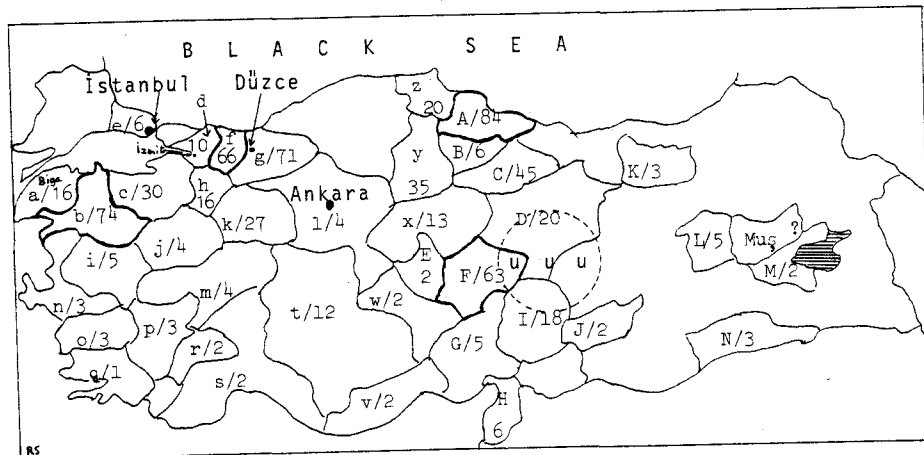 BLACK SEA
İstanbul
Düzce
d
z
20
A/84
e/6
İzmit
10
f
66
g/71
y
35
B/6
C/45
K/3
Biga
a/16
c/30
h
16
Ankara
b/74
k/27
l/4
x/13
D/20
L/5
Muş
?
M/2
i/5
j/4
E
2
F/63
u u u
m/4
w/2
n/3
t/12
I/18
J/2
o/3
p/3
r/2
G/5
N/3
q/1
s/2
v/2
H
6
RS